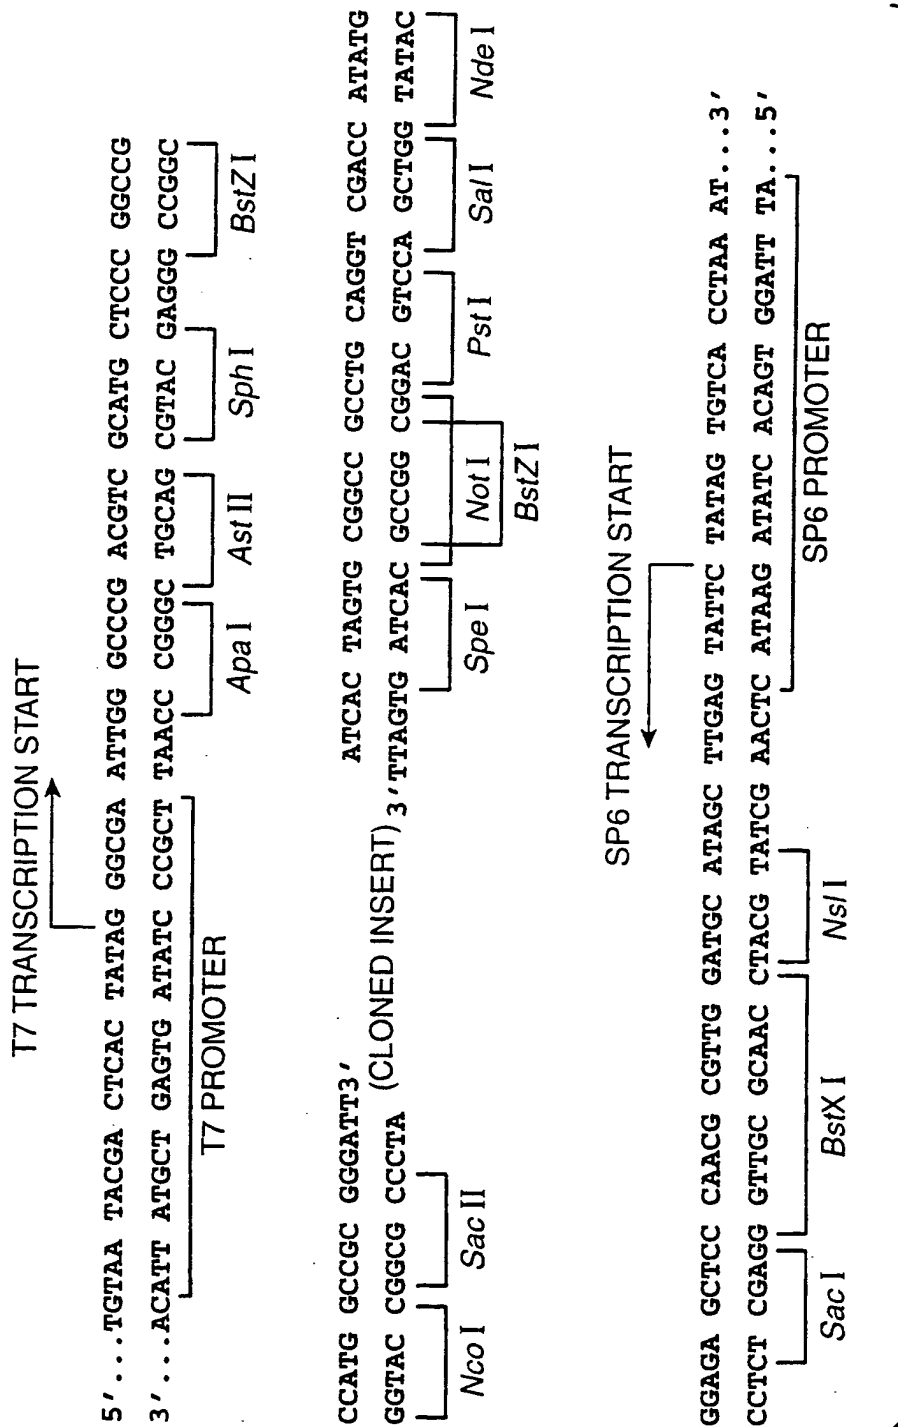 T7 TRANSCRIPTION START
5'...TGTAA TACGA CTCAC TATAG GGCGA ATTGG GCCCG ACGTC GCATG CTCCC GGCCG
3'...ACATT ATGCT GAGTG ATATC CCGCT TAACC CGGGC TGCAG CGTAC GAGGG CCGGC
T7 PROMOTER Apa I Ast II Sph I BstZ I
CCATG GCCGC GGGATT3' ATCAC TAGTG CGGCC GCCTG CAGGT CGACC ATATG
(CLONED INSERT)
GGTAC CGGCG CCCTA 3'TTAGTG ATCAC GCCGG CGGAC GTCCA GCTGG TATAC
Nco I Sac II Spe I Not I Pst I Sal I Nde I
BstZ I
SP6 TRANSCRIPTION START
GGAGA GCTCC CAACG CGTTG GATGC ATAGC TTGAG TATTC TATAG TGTCA CCTAA AT...3'
CCTCT CGAGG GTTGC GCAAC CTACG TATCG AACTC ATAAG ATATC ACAGT GGATT TA...5'
Sac I BstX I Nsl I SP6 PROMOTER